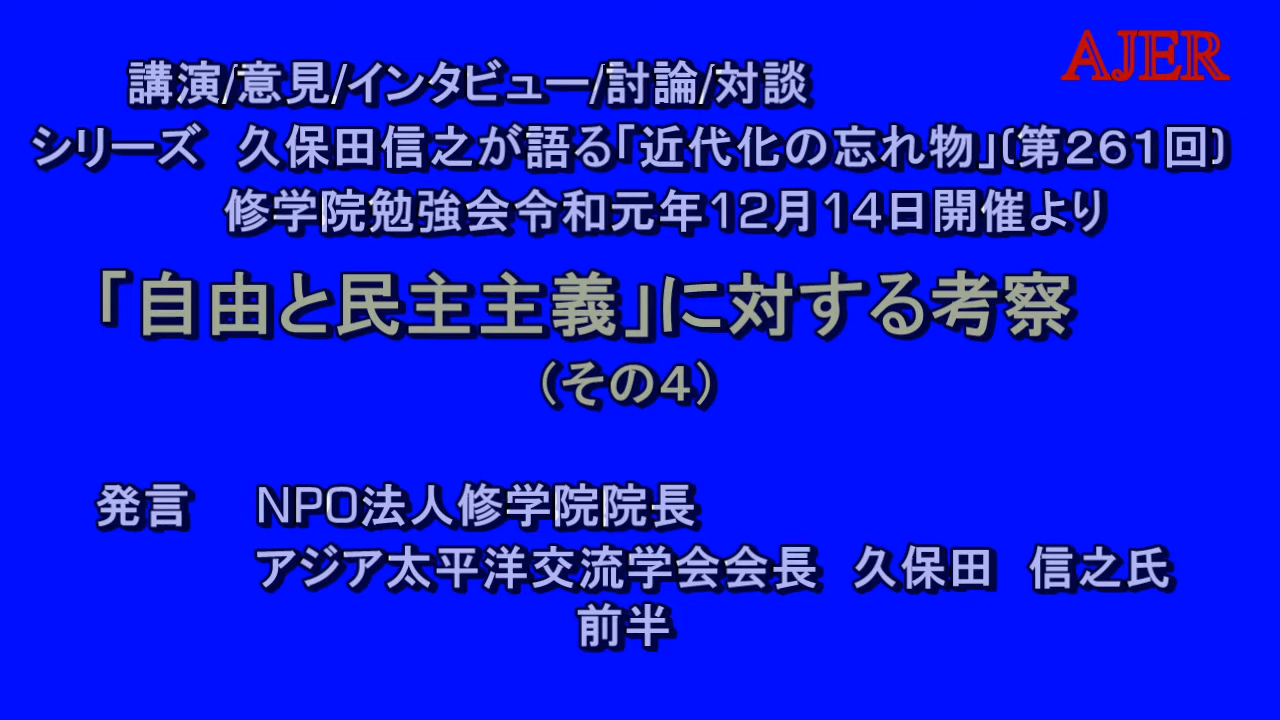 AJER
講演/意見/インタビュー/討論/対談
シリーズ　久保田信之が語る「近代化の忘れ物」(第261回)
修学院勉強会令和元年12月14日開催より
「自由と民主主義」に対する考察
（その４）
発言　NPO法人修学院院長
アジア太平洋交流学会会長　久保田　信之氏
前半